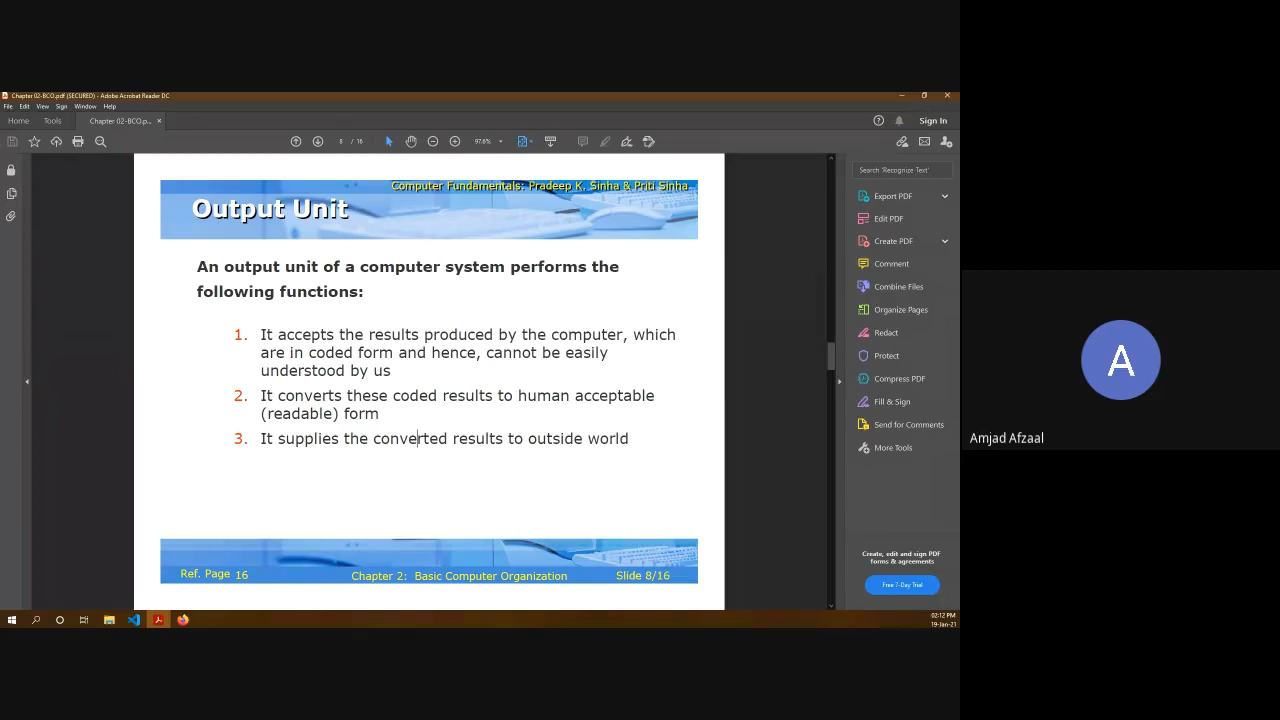 Chapter 02-BCO.pdf (SECURED) - Adobe Acrobat Reader DC
File Edit View Sign Window Help
Home Tools Chapter 02-BCO.p... × Sign In
8 / 16 97.6%
Search 'Recognize Text'
Export PDF
Edit PDF
Create PDF
Comment
Combine Files
Organize Pages
Redact
Protect
Compress PDF
Fill & Sign
Send for Comments
More Tools
Create, edit and sign PDF
forms & agreements
Free 7-Day Trial
Computer Fundamentals: Pradeep K. Sinha & Priti Sinha
Output Unit
An output unit of a computer system performs the
following functions:
1. It accepts the results produced by the computer, which
are in coded form and hence, cannot be easily
understood by us
2. It converts these coded results to human acceptable
(readable) form
3. It supplies the converted results to outside world
Ref. Page 16 Chapter 2: Basic Computer Organization Slide 8/16
02:12 PM
19-Jan-21
A
Amjad Afzaal